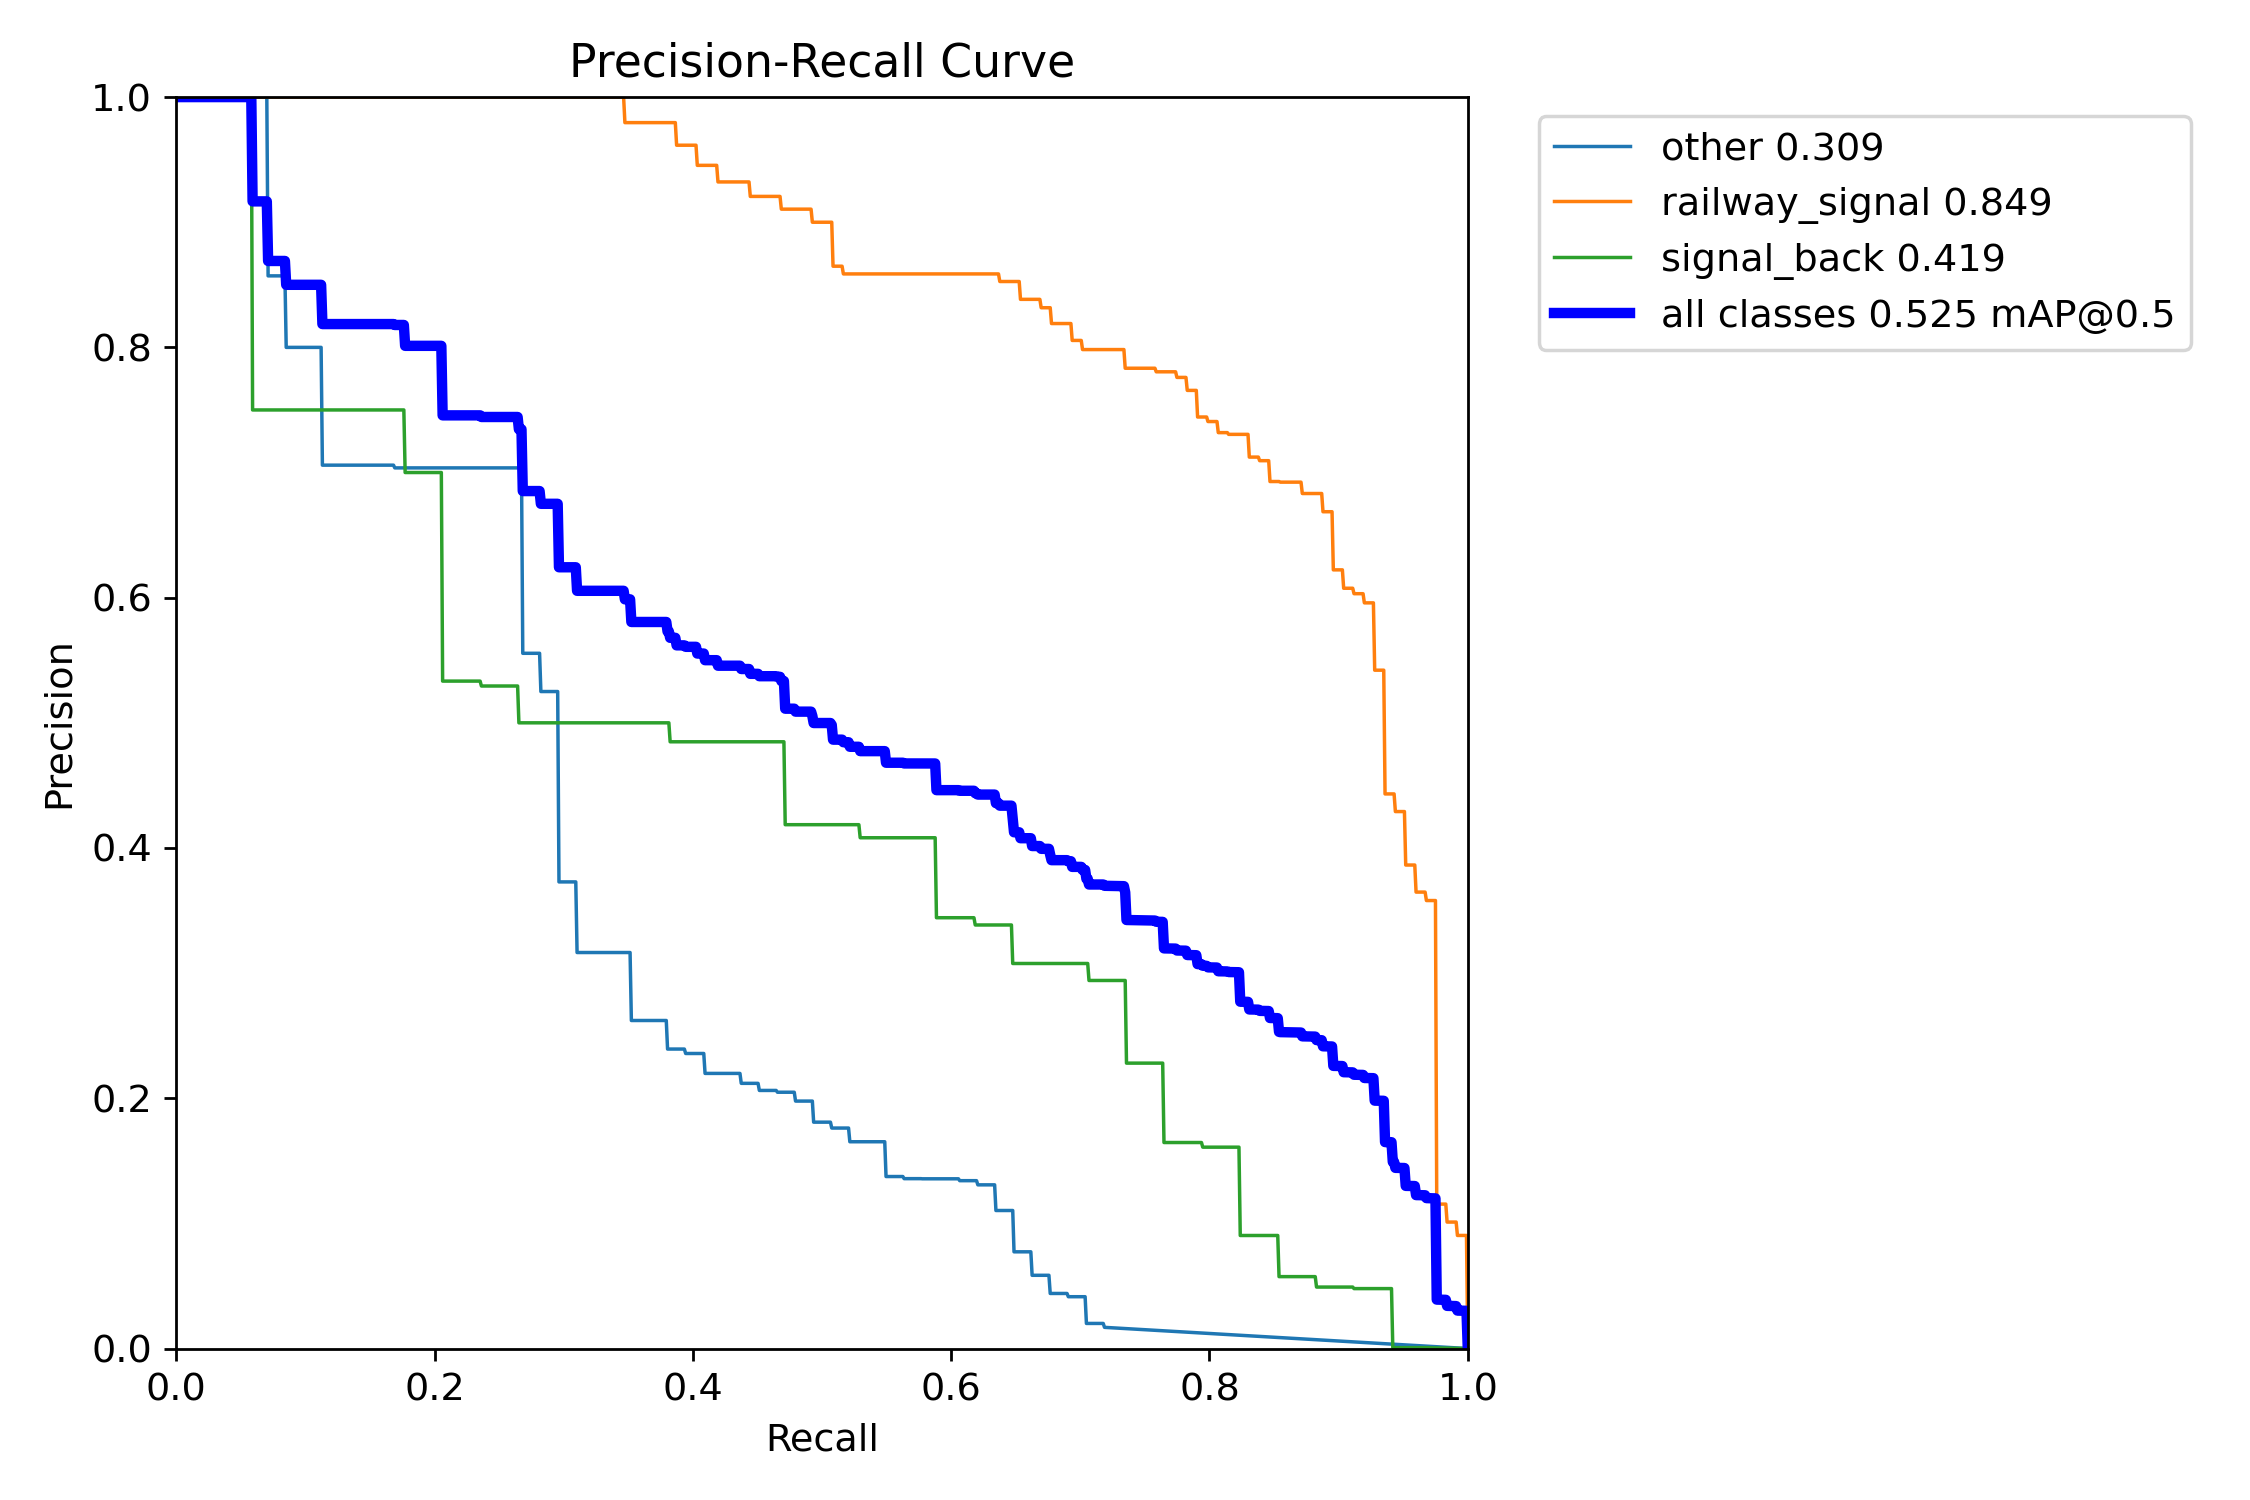 Precision-Recall Curve
other 0.309
railway_signal 0.849
signal_back 0.419
all classes 0.525 mAP@0.5
1.0
0.8
0.6
0.4
0.2
0.0
Precision
0.0 0.2 0.4 0.6 0.8 1.0
Recall